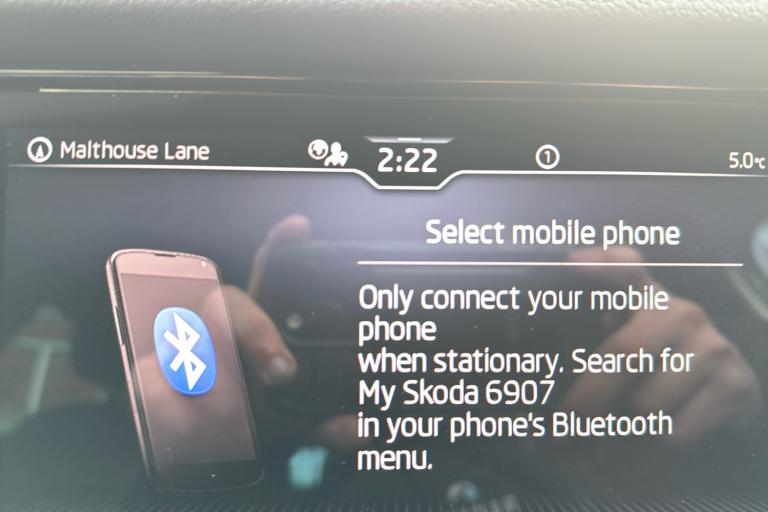 Malthouse Lane
2:22
1
5.0°C
Select mobile phone
Only connect your mobile
phone
when stationary. Search for
My Skoda 6907
in your phone's Bluetooth
menu.